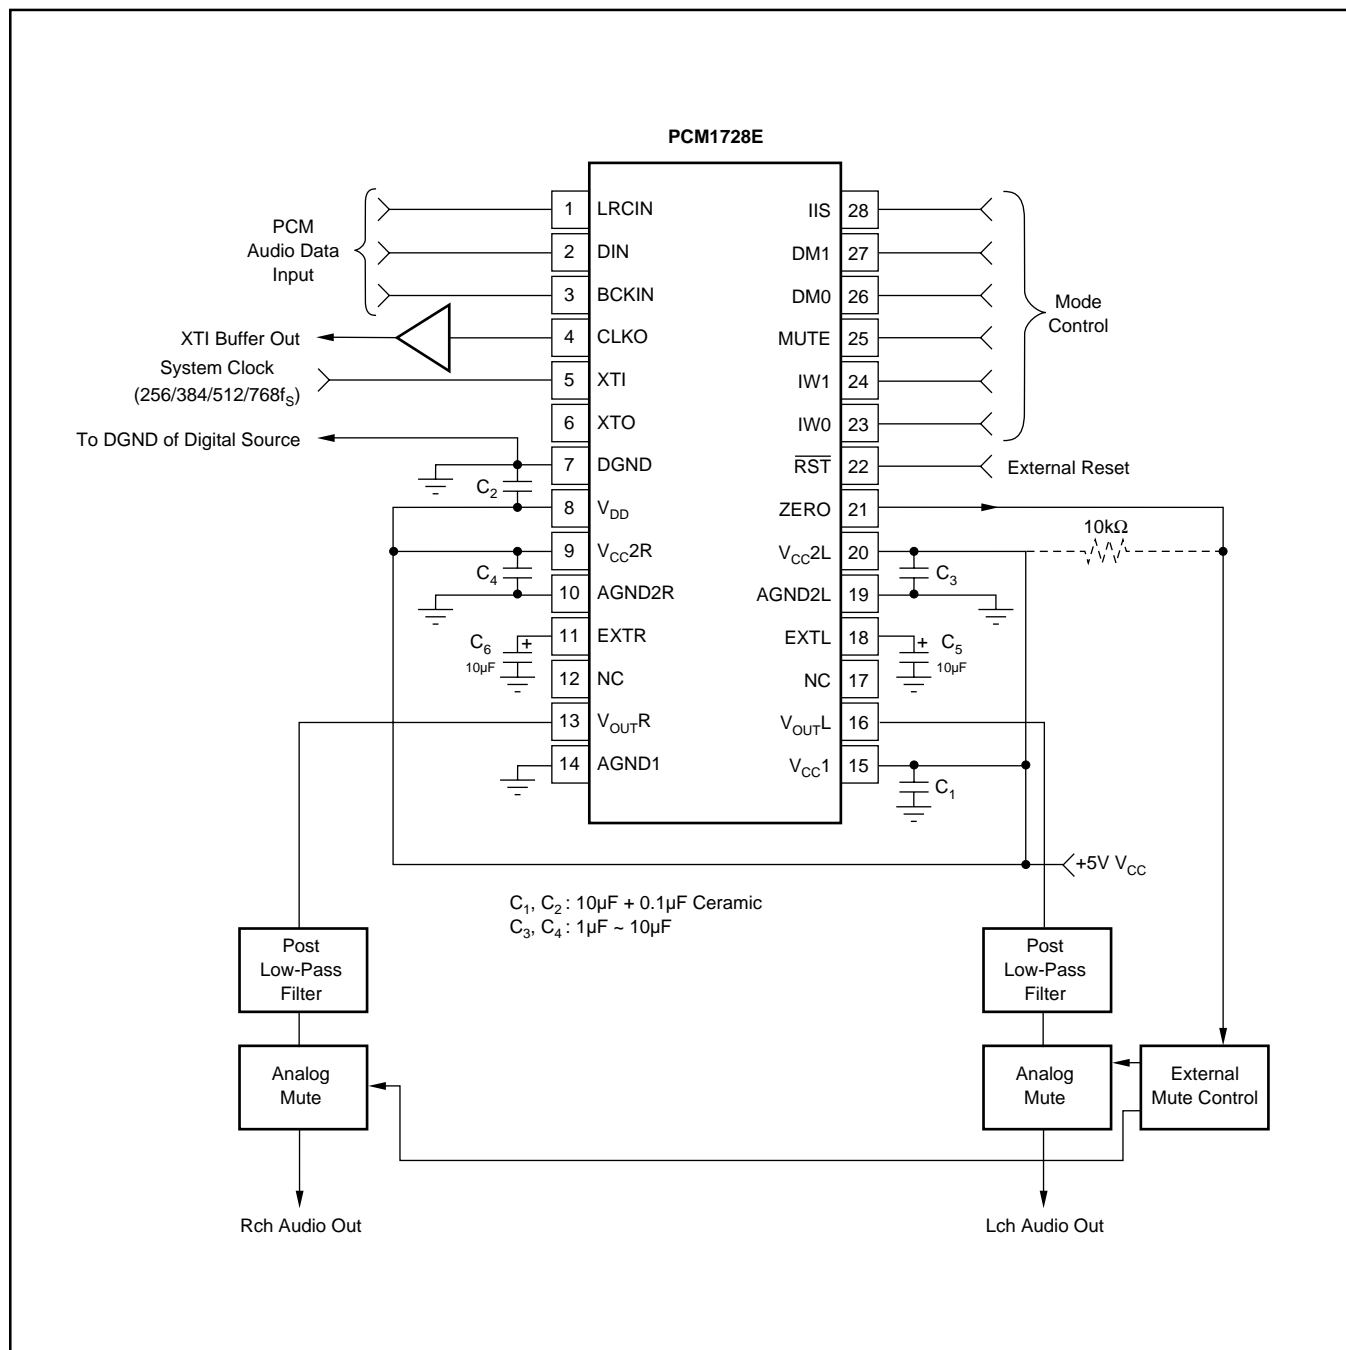 PCM1728E
PCM
Audio Data
Input
XTI Buffer Out
System Clock
(256/384/512/768fS)
To DGND of Digital Source
1 LRCIN
2 DIN
3 BCKIN
4 CLKO
5 XTI
6 XTO
7 DGND
C2
8 VDD
9 VCC2R
C4
10 AGND2R
11 EXTR
C6
+
10µF
12 NC
13 VOUTR
14 AGND1
IIS 28
DM1 27
DM0 26
MUTE 25
IW1 24
IW0 23
Mode
Control
RST 22
External Reset
ZERO 21
10kΩ
VCC2L 20
C3
AGND2L 19
EXTL 18
+
C5
10µF
NC 17
VOUTL 16
VCC1 15
C1
+5V VCC
C1, C2 : 10µF + 0.1µF Ceramic
C3, C4 : 1µF ~ 10µF
Post
Low-Pass
Filter
Analog
Mute
Rch Audio Out
Post
Low-Pass
Filter
Analog
Mute
External
Mute Control
Lch Audio Out